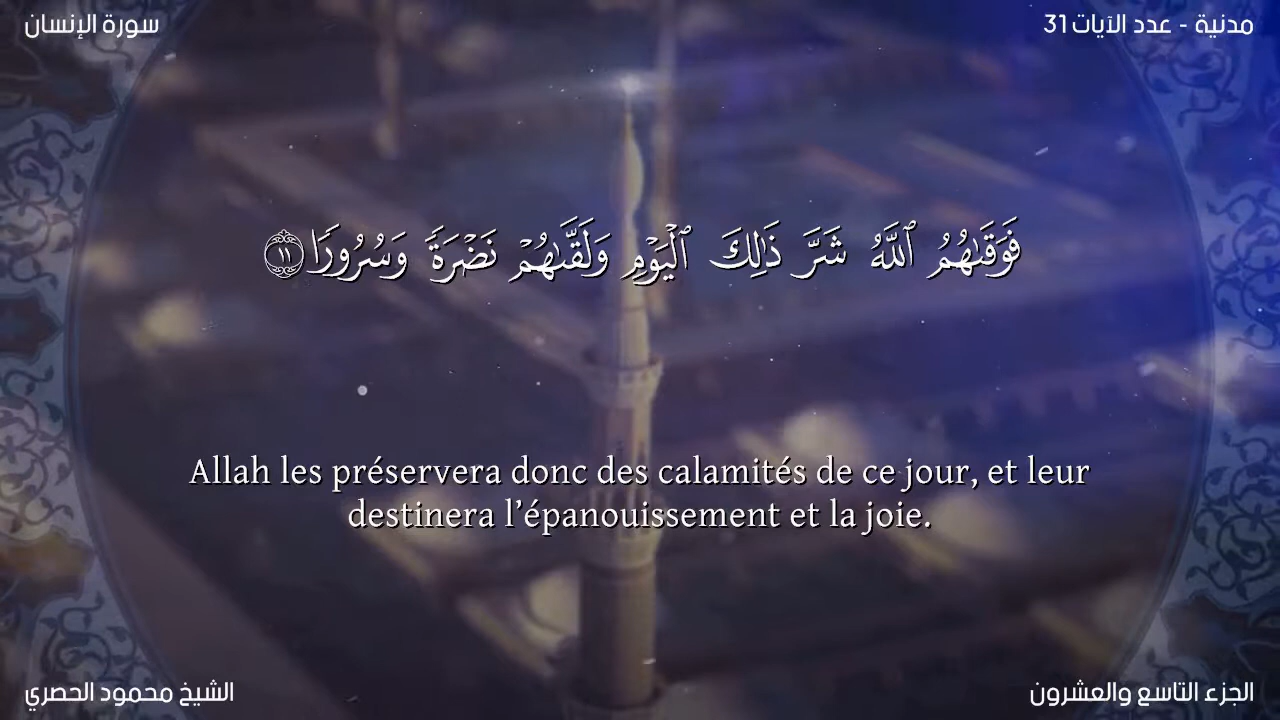 مدنية - عدد الآيات 31
سورة الإنسان
فَوَقَىٰهُمُ ٱللَّهُ شَرَّ ذَٰلِكَ ٱلْيَوْمِ وَلَقَّىٰهُمْ نَضْرَةً وَسُرُورًا ١١
Allah les préservera donc des calamités de ce jour, et leur
destinera l’épanouissement et la joie.
الجزء التاسع والعشرون
الشيخ محمود الحصري